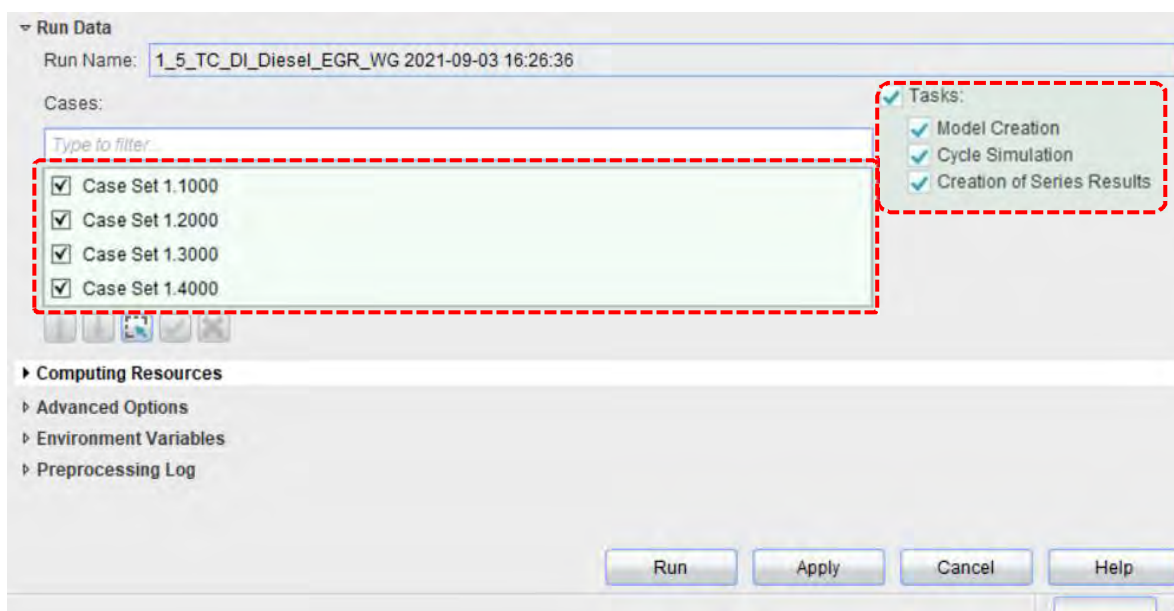 Run Data
Run Name: 1_5_TC_DI_Diesel_EGR_WG 2021-09-03 16:26:36
Cases:
Type to filter...
Case Set 1.1000
Case Set 1.2000
Case Set 1.3000
Case Set 1.4000
Tasks:
Model Creation
Cycle Simulation
Creation of Series Results
Computing Resources
Advanced Options
Environment Variables
Preprocessing Log
Run Apply Cancel Help